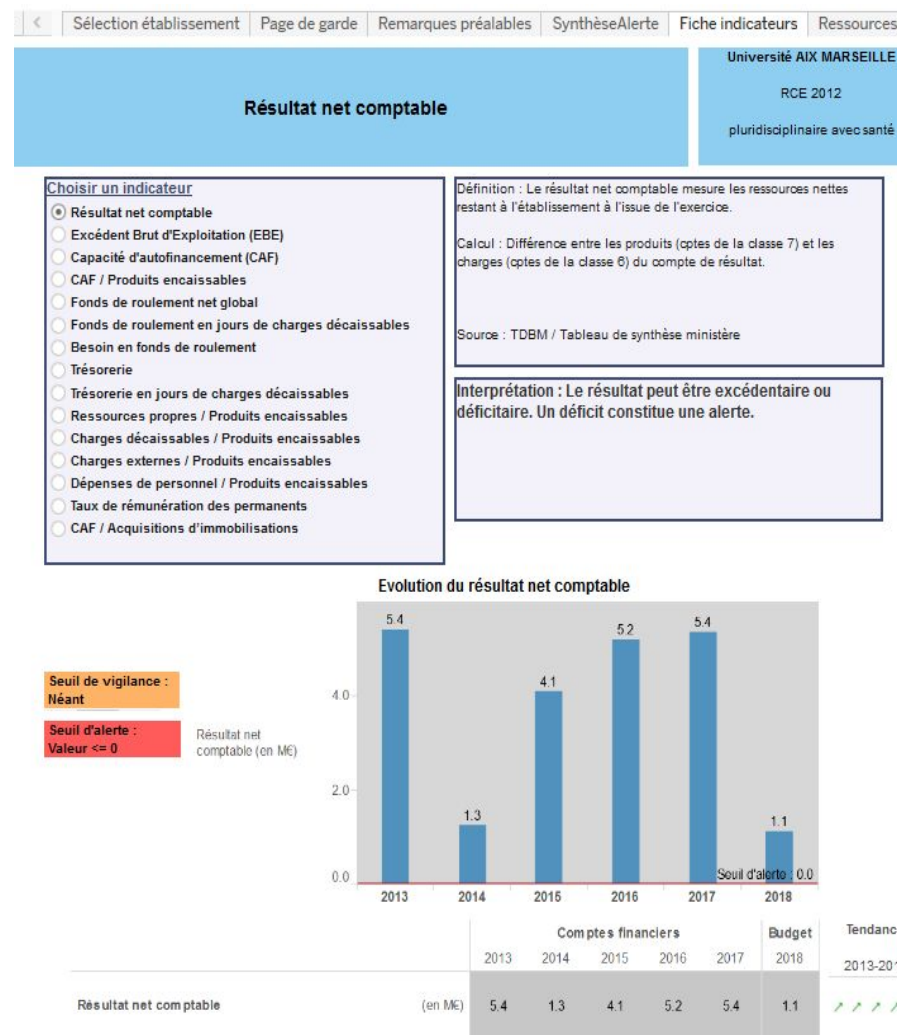 Sélection établissement
Page de garde
Remarques préalables
SynthèseAlerte
Fiche indicateurs
Ressources
Résultat net comptable
Université AIX MARSEILLE
RCE 2012
pluridisciplinaire avec santé
Choisir un indicateur
Résultat net comptable
Excédent Brut d'Exploitation (EBE)
Capacité d'autofinancement (CAF)
CAF / Produits encaissables
Fonds de roulement net global
Fonds de roulement en jours de charges décaissables
Besoin en fonds de roulement
Trésorerie
Trésorerie en jours de charges décaissables
Ressources propres / Produits encaissables
Charges décaissables / Produits encaissables
Charges externes / Produits encaissables
Dépenses de personnel / Produits encaissables
Taux de rémunération des permanents
CAF / Acquisitions d'immobilisations
Définition : Le résultat net comptable mesure les ressources nettes
restant à l'établissement à l'issue de l'exercice.
Calcul : Différence entre les produits (cptes de la classe 7) et les
charges (cptes de la classe 6) du compte de résultat.
Source : TDBM / Tableau de synthèse ministère
Interprétation : Le résultat peut être excédentaire ou
déficitaire. Un déficit constitue une alerte.
Evolution du résultat net comptable
Seuil de vigilance :
Néant
Seuil d'alerte :
Valeur <= 0
Résultat net
comptable (en M€)
4.0
2.0
0.0
5.4
1.3
4.1
5.2
5.4
1.1
Seuil d'alerte : 0.0
2013 2014 2015 2016 2017 2018
Comptes financiers Budget Tendanc
2013 2014 2015 2016 2017 2018 2013-201
Résultat net comptable (en M€) 5.4 1.3 4.1 5.2 5.4 1.1